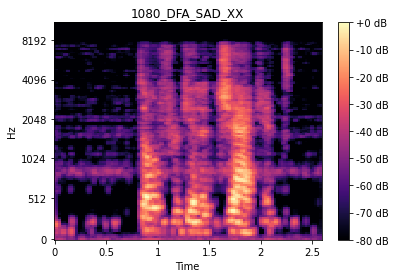 1080_DFA_SAD_XX
+0 dB
8192
-10 dB
4096
-20 dB
-30 dB
2048
Hz
-40 dB
1024
-50 dB
512
-60 dB
-70 dB
0
-80 dB
0 0.5 1 1.5 2 2.5
Time